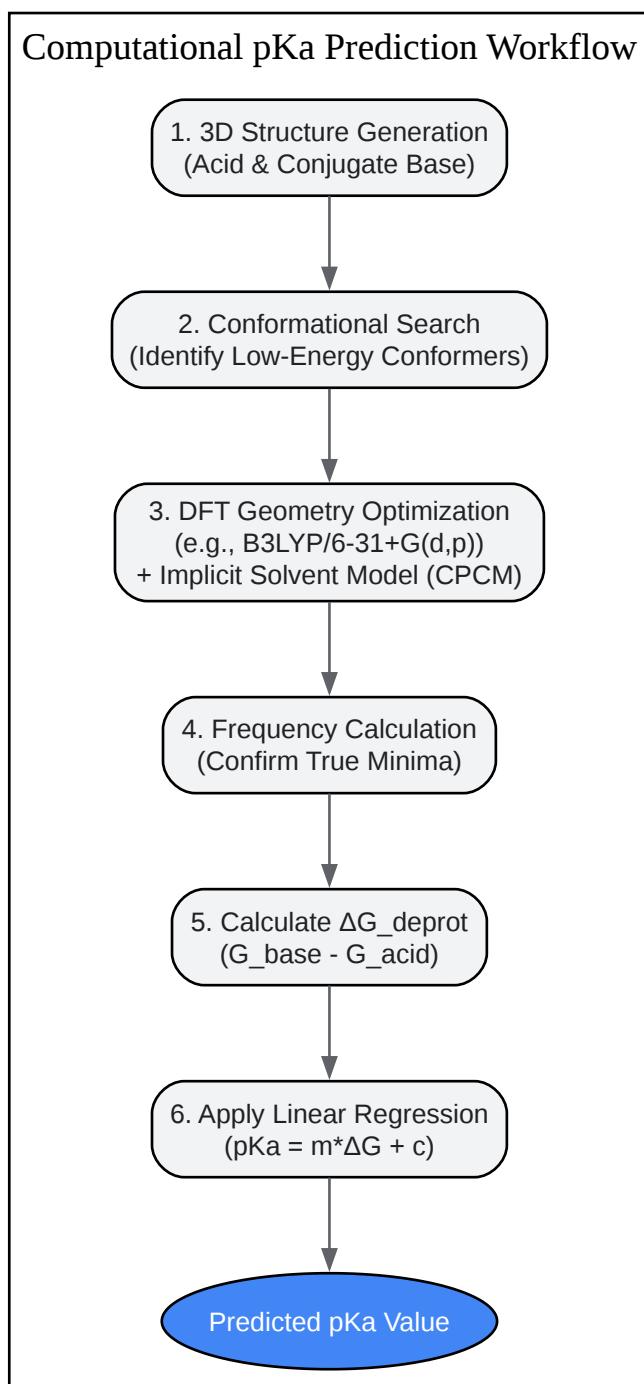 Computational pKa Prediction Workflow
1. 3D Structure Generation
(Acid & Conjugate Base)
2. Conformational Search
(Identify Low-Energy Conformers)
3. DFT Geometry Optimization
(e.g., B3LYP/6-31+G(d,p))
+ Implicit Solvent Model (CPCM)
4. Frequency Calculation
(Confirm True Minima)
5. Calculate ΔG_deprot
(G_base - G_acid)
6. Apply Linear Regression
(pKa = m*ΔG + c)
Predicted pKa Value